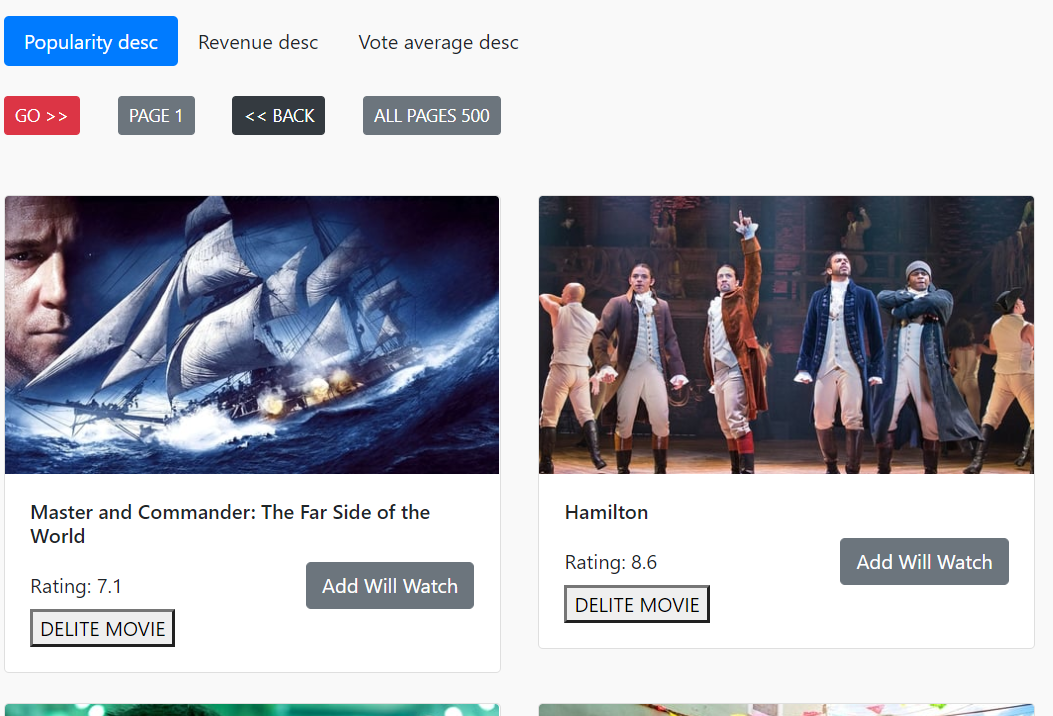 Popularity desc Revenue desc Vote average desc
GO >> PAGE 1 << BACK ALL PAGES 500
Master and Commander: The Far Side of the
World
Rating: 7.1 Add Will Watch
DELITE MOVIE
Hamilton
Rating: 8.6 Add Will Watch
DELITE MOVIE